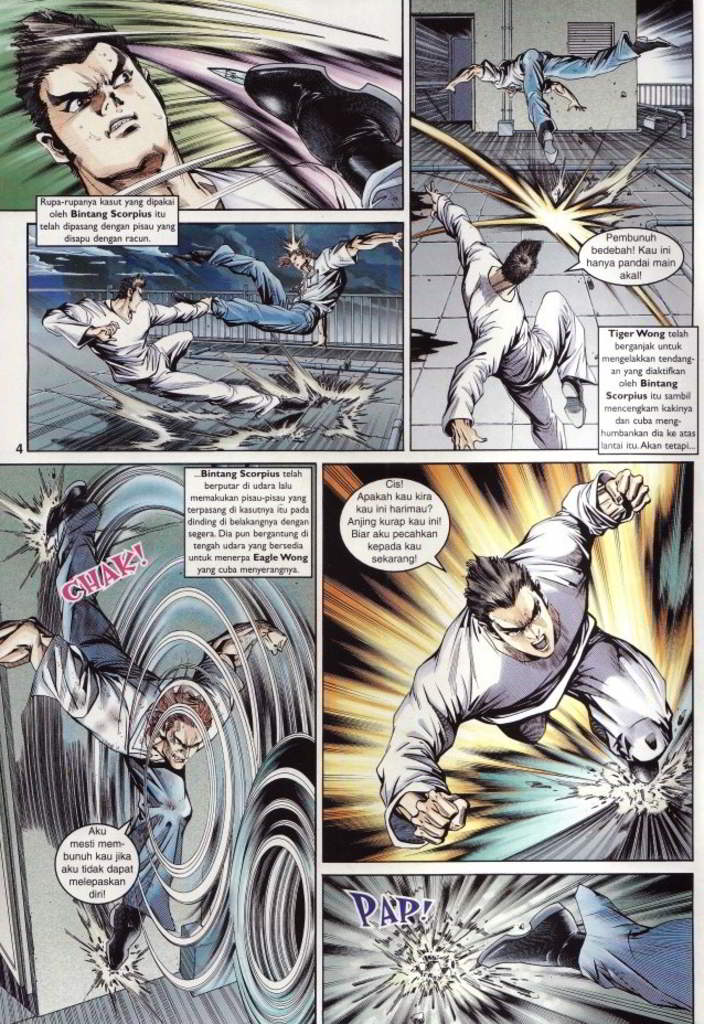 Rupa-rupanya kasut yang dipakai
oleh Bintang Scorpius itu
telah dipasang dengan pisau yang
disapu dengan racun.
Pembunuh
bedebah! Kau ini
hanya pandai main
akal!
Tiger Wong telah
berganjak untuk
mengelakkan tendang-
an yang diaktifkan
oleh Bintang
Scorpius itu sambil
mencengkam kakinya
dan cuba meng-
humbankan dia ke atas
lantai itu. Akan tetapi...
4
...Bintang Scorpius telah
berputar di udara lalu
memakukan pisau-pisau yang
terpasang di kasutnya itu ke
dinding di belakangnya dengan
segera. Dia pun bergantung di
tengah udara yang bersedia
untuk menerpa Eagle Wong
yang cuba menyerangnya.
CHAK!
Aku
mesti mem-
bunuh kau jika
aku tidak dapat
melepaskan
diri!
Cis!
Apakah kau kira
kau ini harimau?
Anjing kurap kau ini!
Biar aku pecahkan
kepada kau
sekarang!
PAP!